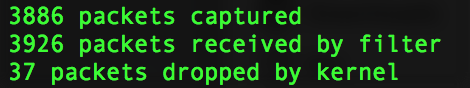 3886 packets captured
3926 packets received by filter
37 packets dropped by kernel